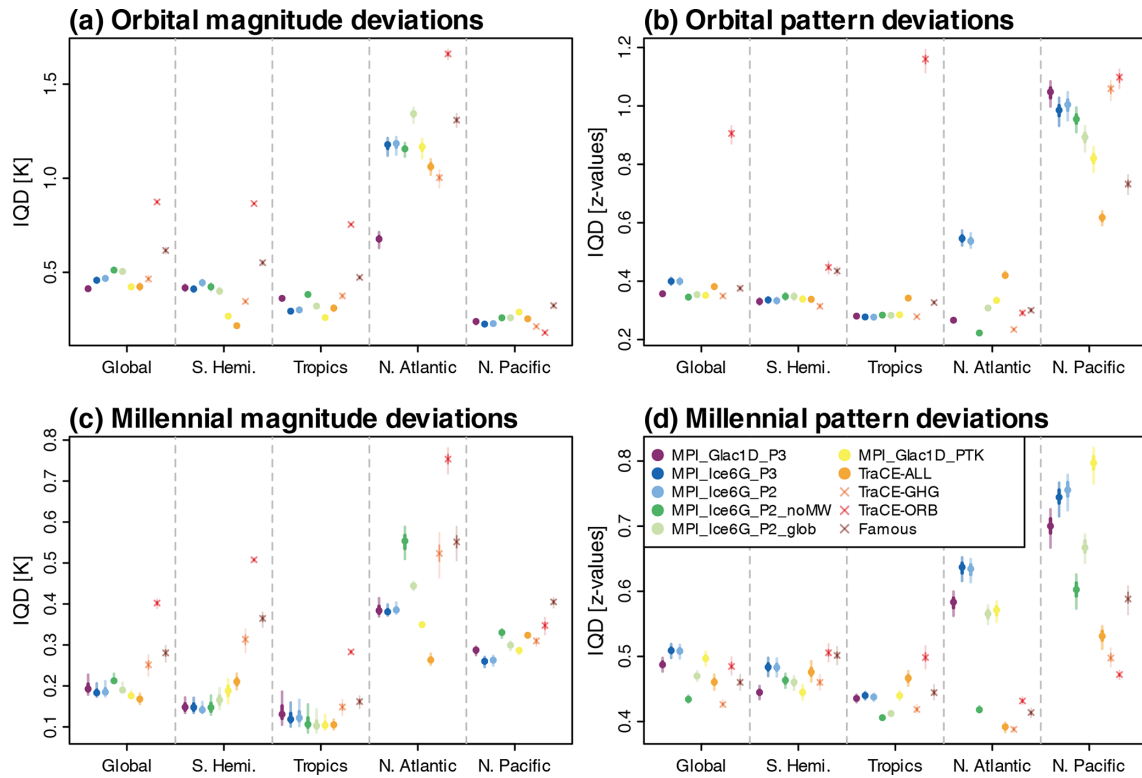 (a) Orbital magnitude deviations
IQD [K]
1.5
1.0
0.5
Global S. Hemi. Tropics N. Atlantic N. Pacific
(b) Orbital pattern deviations
IQD [z-values]
1.2
1.0
0.8
0.6
0.4
0.2
Global S. Hemi. Tropics N. Atlantic N. Pacific
(c) Millennial magnitude deviations
IQD [K]
0.8
0.7
0.6
0.5
0.4
0.3
0.2
0.1
Global S. Hemi. Tropics N. Atlantic N. Pacific
(d) Millennial pattern deviations
IQD [z-values]
0.8
0.7
0.6
0.5
0.4
MPI_Glac1D_P3
MPI_Ice6G_P3
MPI_Ice6G_P2
MPI_Ice6G_P2_noMW
MPI_Ice6G_P2_glob
MPI_Glac1D_PTK
TraCE-ALL
TraCE-GHG
TraCE-ORB
Famous
Global S. Hemi. Tropics N. Atlantic N. Pacific